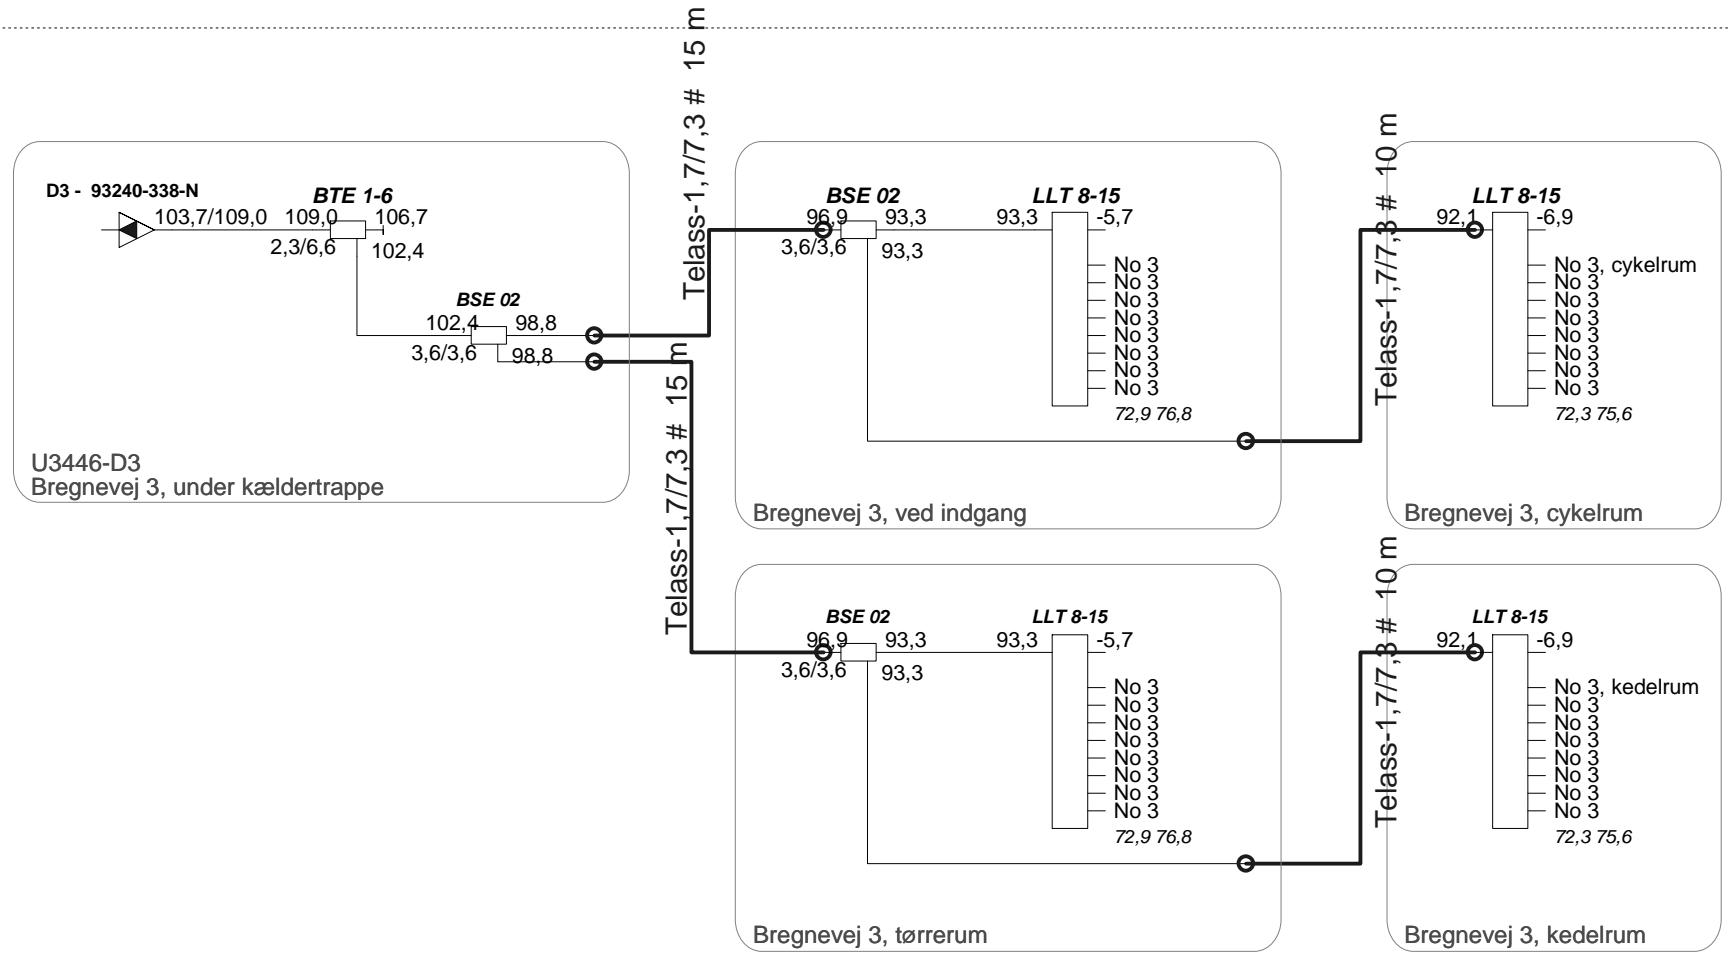 Telass-1,7/7,3 # 15 m
D3 - 93240-338-N
103,7/109,0
BTE 1-6
109,0
106,7
2,3/6,6
102,4
BSE 02
102,4
98,8
3,6/3,6
98,8
U3446-D3
Bregnevej 3, under kældertrappe
Telass-1,7/7,3 # 15 m
BSE 02
96,9
93,3
3,6/3,6
93,3
LLT 8-15
93,3
-5,7
No 3
No 3
No 3
No 3
No 3
No 3
No 3
No 3
72,9 76,8
Bregnevej 3, ved indgang
Telass-1,7/7,3 # 10 m
LLT 8-15
92,1
-6,9
No 3, cykelrum
No 3
No 3
No 3
No 3
No 3
No 3
No 3
72,3 75,6
Bregnevej 3, cykelrum
BSE 02
96,9
93,3
3,6/3,6
93,3
LLT 8-15
93,3
-5,7
No 3
No 3
No 3
No 3
No 3
No 3
No 3
No 3
72,9 76,8
Bregnevej 3, tørrerum
Telass-1,7/7,3 # 10 m
LLT 8-15
92,1
-6,9
No 3, kedelrum
No 3
No 3
No 3
No 3
No 3
No 3
No 3
72,3 75,6
Bregnevej 3, kedelrum